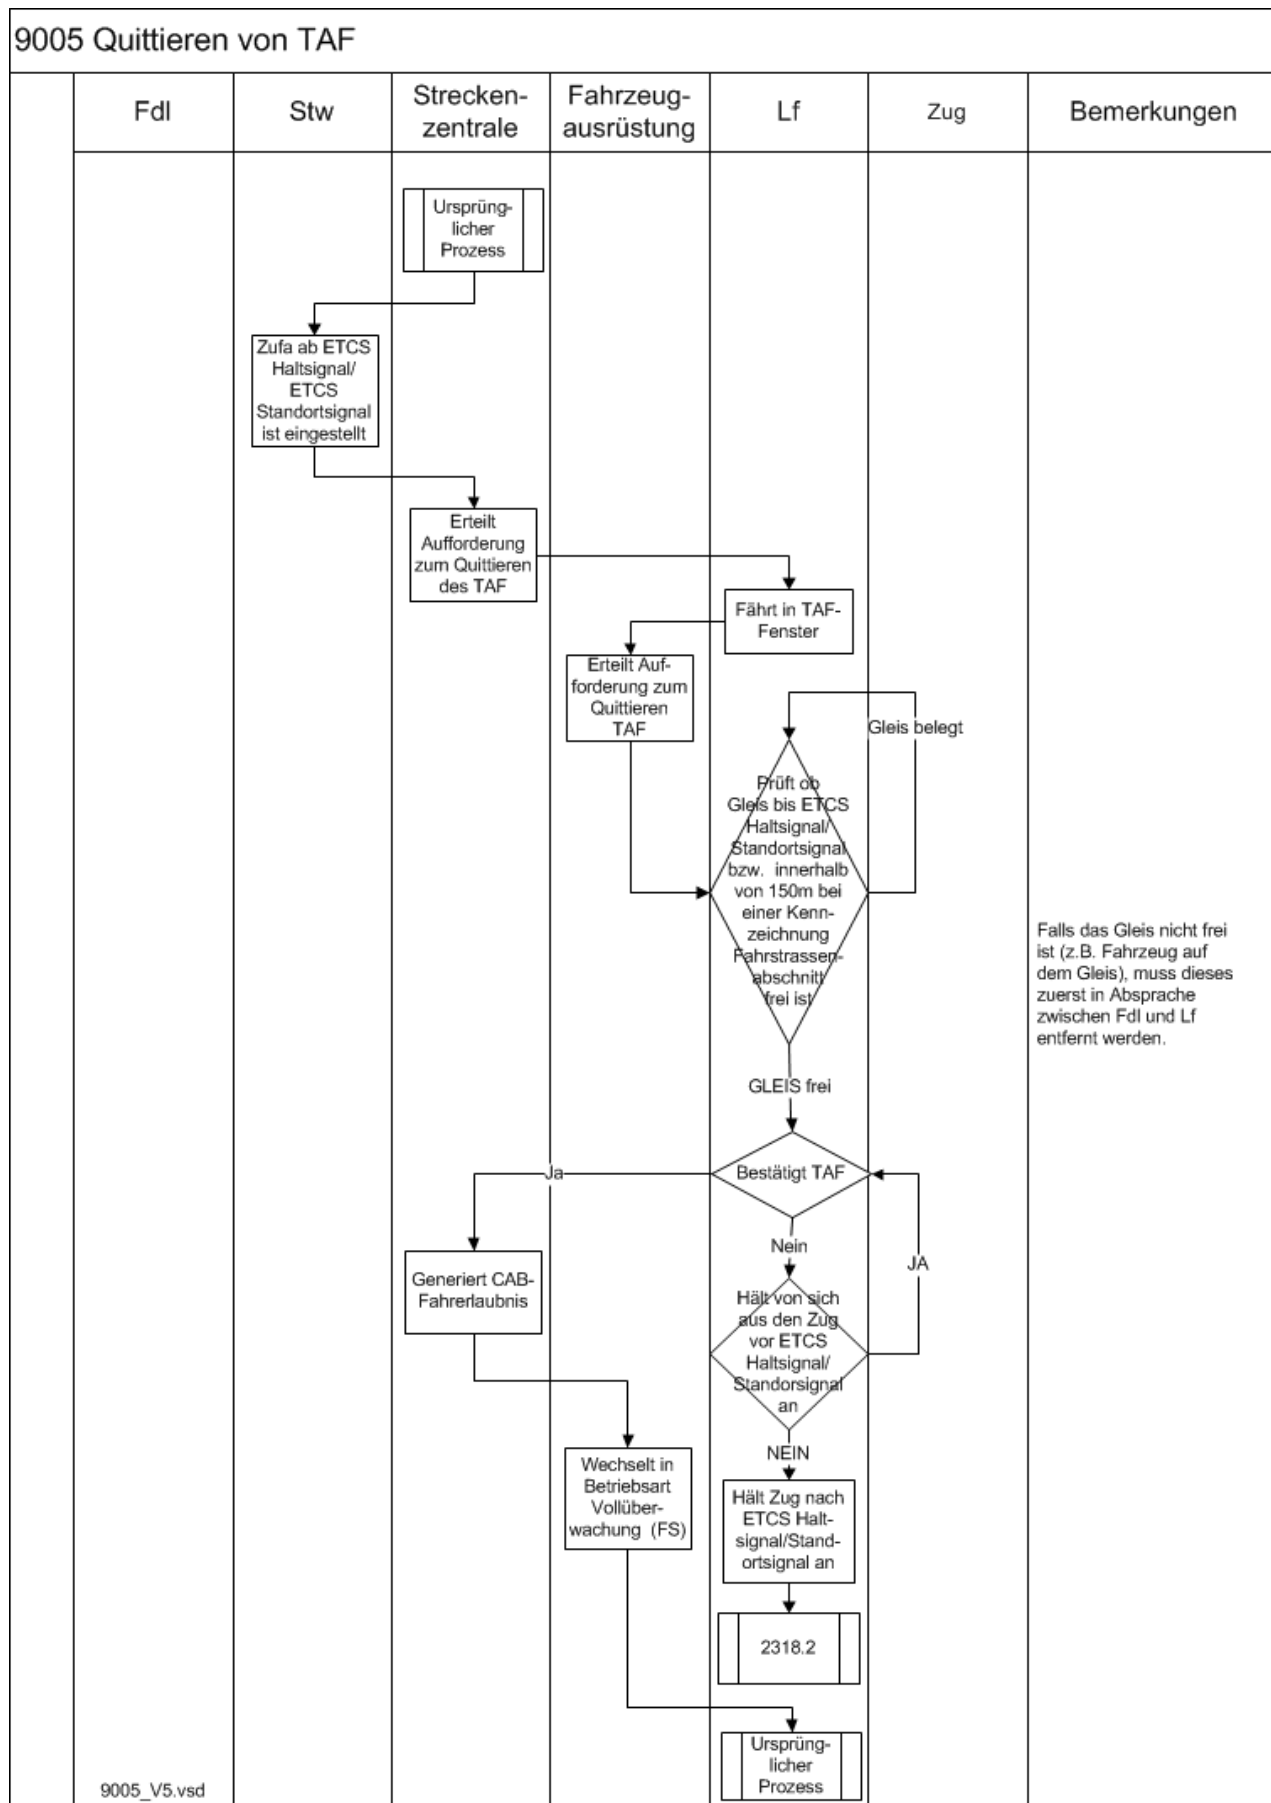 9005 Quittieren von TAF
Fdl
Stw
Strecken-
zentrale
Fahrzeug-
ausrüstung
Lf
Zug
Bemerkungen
Ursprüng-
licher
Prozess
Zufa ab ETCS
Haltsignal/
ETCS
Standortsignal
ist eingestellt
Erteilt
Aufforderung
zum Quittieren
des TAF
Fährt in TAF-
Fenster
Erteilt Auf-
forderung zum
Quittieren
TAF
Gleis belegt
Prüft ob
Gleis bis ETCS
Haltsignal/
Standortsignal
bzw. innerhalb
von 150m bei
einer Kenn-
zeichnung
Fahrstrassen-
abschnitt
frei ist
Falls das Gleis nicht frei
ist (z.B. Fahrzeug auf
dem Gleis), muss dieses
zuerst in Absprache
zwischen Fdl und Lf
entfernt werden.
GLEIS frei
Bestätigt TAF
Ja
Nein
JA
Generiert CAB-
Fahrerlaubnis
Hält von sich
aus den Zug
vor ETCS
Haltsignal/
Standorsignal
an
NEIN
Wechselt in
Betriebsart
Vollüber-
wachung (FS)
Hält Zug nach
ETCS Halt-
signal/Stand-
ortsignal an
2318.2
Ursprüng-
licher
Prozess
9005_V5.vsd